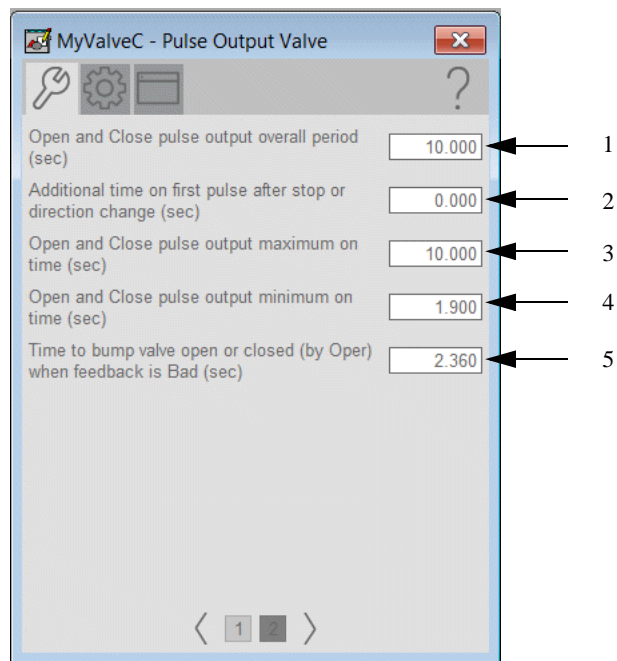 MyValveC - Pulse Output Valve
?
Open and Close pulse output overall period
(sec)
10.000
1
Additional time on first pulse after stop or
direction change (sec)
0.000
2
Open and Close pulse output maximum on
time (sec)
10.000
3
Open and Close pulse output minimum on
time (sec)
1.900
4
Time to bump valve open or closed (by Oper)
when feedback is Bad (sec)
2.360
5
1 2